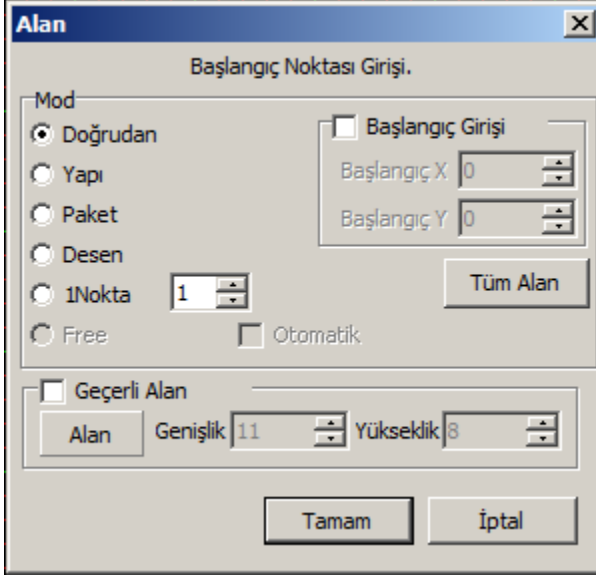 Alan
Başlangıç Noktası Girişi.
Mod
Doğrudan
Başlangıç Girişi
Yapı
Başlangıç X 0
Paket
Başlangıç Y 0
Desen
1Nokta 1
Tüm Alan
Free Otomatik
Geçerli Alan
Alan Genişlik 11 Yükseklik 8
Tamam İptal